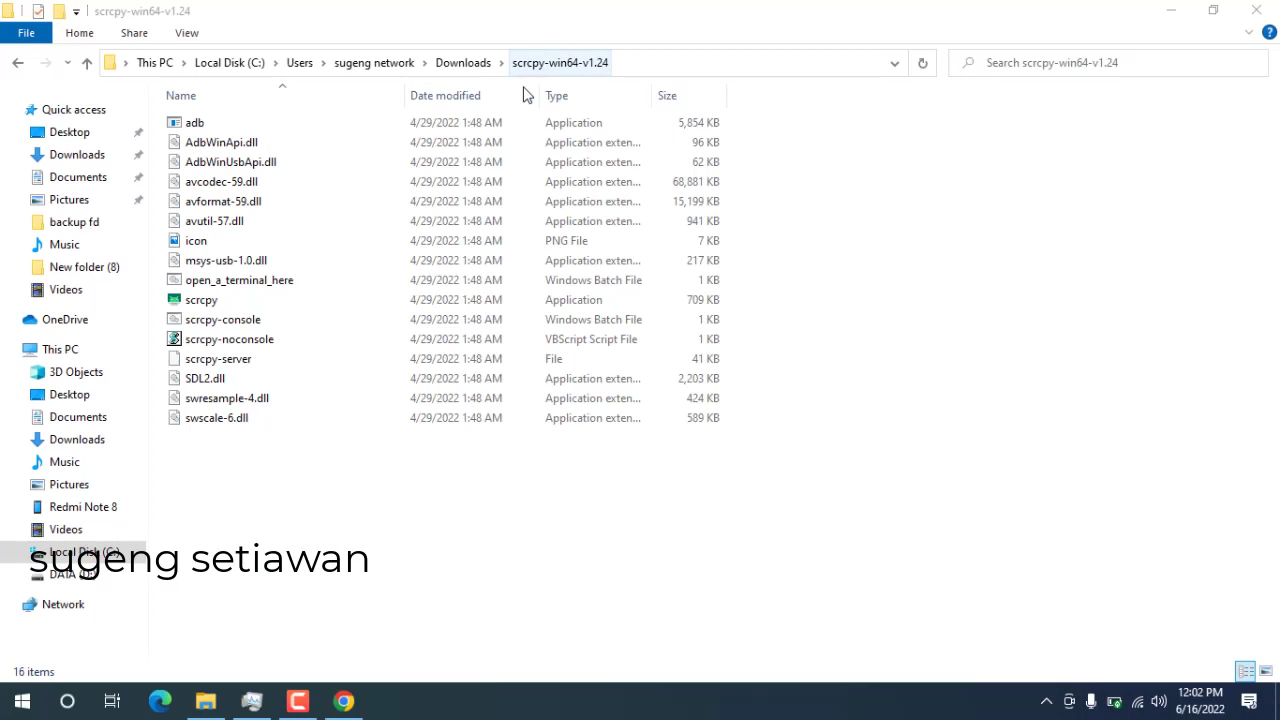 scrcpy-win64-v1.24
File Home Share View
This PC Local Disk (C:) Users sugeng network Downloads scrcpy-win64-v1.24 Search scrcpy-win64-v1.24
Name Date modified Type Size
adb 4/29/2022 1:48 AM Application 5,854 KB
AdbWinApi.dll 4/29/2022 1:48 AM Application exten... 96 KB
AdbWinUsbApi.dll 4/29/2022 1:48 AM Application exten... 62 KB
avcodec-59.dll 4/29/2022 1:48 AM Application exten... 68,881 KB
avformat-59.dll 4/29/2022 1:48 AM Application exten... 15,199 KB
avutil-57.dll 4/29/2022 1:48 AM Application exten... 941 KB
icon 4/29/2022 1:48 AM PNG File 7 KB
msys-usb-1.0.dll 4/29/2022 1:48 AM Application exten... 217 KB
open_a_terminal_here 4/29/2022 1:48 AM Windows Batch File 1 KB
scrcpy 4/29/2022 1:48 AM Application 709 KB
scrcpy-console 4/29/2022 1:48 AM Windows Batch File 1 KB
scrcpy-noconsole 4/29/2022 1:48 AM VBScript Script File 1 KB
scrcpy-server 4/29/2022 1:48 AM File 41 KB
SDL2.dll 4/29/2022 1:48 AM Application exten... 2,203 KB
swresample-4.dll 4/29/2022 1:48 AM Application exten... 424 KB
swscale-6.dll 4/29/2022 1:48 AM Application exten... 589 KB
Quick access
Desktop
Downloads
Documents
Pictures
backup fd
Music
New folder (8)
Videos
OneDrive
This PC
3D Objects
Desktop
Documents
Downloads
Music
Pictures
Redmi Note 8
Videos
Local Disk (C:)
sugeng setiawan
DATA (D:)
Network
16 items
12:02 PM
6/16/2022